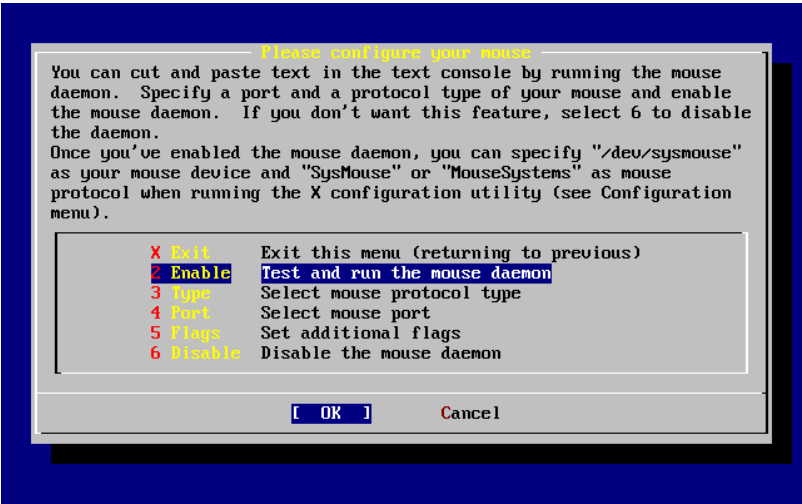 Please configure your mouse
You can cut and paste text in the text console by running the mouse
daemon.  Specify a port and a protocol type of your mouse and enable
the mouse daemon.  If you don't want this feature, select 6 to disable
the daemon.
Once you've enabled the mouse daemon, you can specify "/dev/sysmouse"
as your mouse device and "SysMouse" or "MouseSystems" as mouse
protocol when running the X configuration utility (see Configuration
menu).
X Exit Exit this menu (returning to previous)
2 Enable Test and run the mouse daemon
3 Type Select mouse protocol type
4 Port Select mouse port
5 Flags Set additional flags
6 Disable Disable the mouse daemon
[ OK ] Cancel